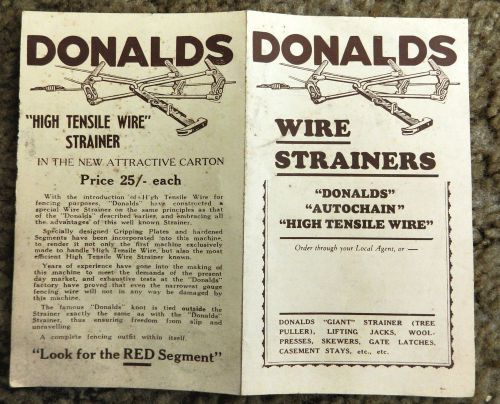 DONALDS
"HIGH TENSILE WIRE"
STRAINER
IN THE NEW ATTRACTIVE CARTON
Price 25/- each
With the introduction of High Tensile Wire for
fencing purposes, "Donalds" have constructed a
special Wire Strainer on the same principles as that
of the "Donalds" described earlier, and embracing all
the advantages of this well known Strainer.
Specially designed Gripping Plates and hardened
Segments have been incorporated into this machine,
to render it not only the first machine exclusively
made to handle High Tensile Wire, but also the most
efficient High Tensile Wire Strainer known.
Years of experience have gone into the making of
this machine to meet the demands of the present
day market, and exhaustive tests at the "Donalds"
factory have proved that even the narrowest gauge
fencing wire will not in any way be damaged by
this machine.
The famous "Donalds" knot is tied outside the
Strainer exactly the same as with the "Donalds"
Strainer, thus ensuring freedom from slip and
unravelling.
A complete fencing outfit within itself.
"Look for the RED Segment"
DONALDS
WIRE
STRAINERS
"DONALDS"
"AUTOCHAIN"
"HIGH TENSILE WIRE"
Order through your Local Agent, or —
DONALDS "GIANT" STRAINER (TREE
PULLER), LIFTING JACKS, WOOL-
PRESSES, SKEWERS, GATE LATCHES,
CASEMENT STAYS, etc., etc.